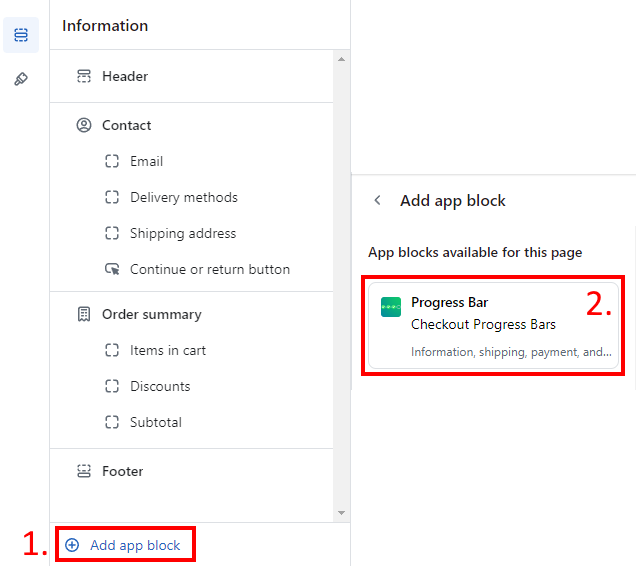 Information
Header
Contact
Email
Delivery methods
Shipping address
Continue or return button
Order summary
Items in cart
Discounts
Subtotal
Footer
1.
Add app block
Add app block
App blocks available for this page
Progress Bar
2.
Checkout Progress Bars
Information, shipping, payment, and...